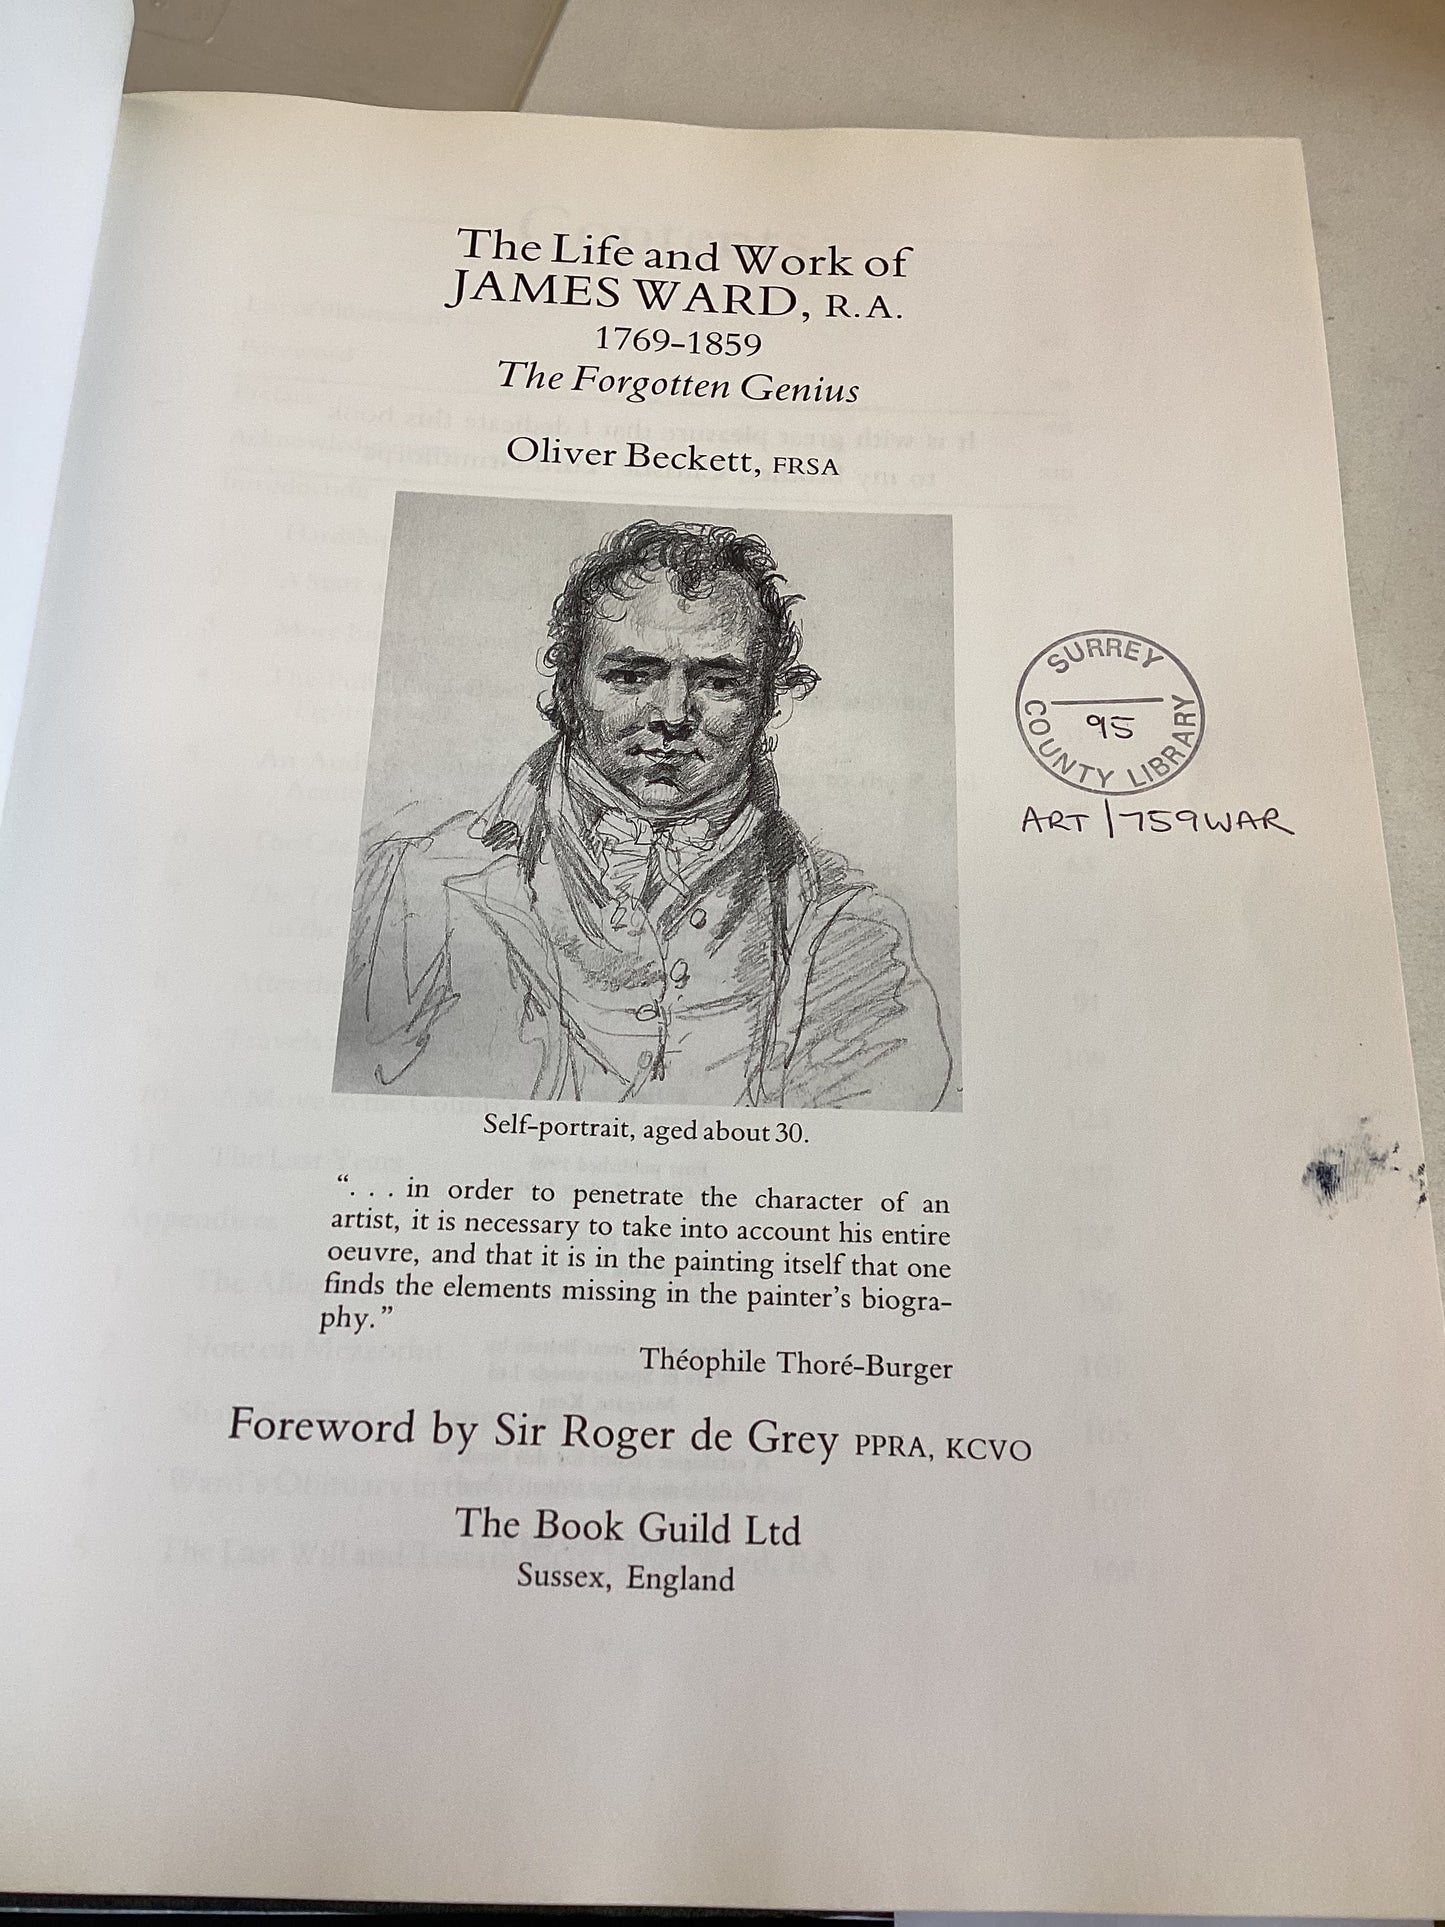 The Life and Work of
JAMES WARD, R.A.
1769–1859
The Forgotten Genius
Oliver Beckett, FRSA
SURREY
95
COUNTY LIBRARY
ART/759WAR
Self-portrait, aged about 30.
“. . . in order to penetrate the character of an
artist, it is necessary to take into account his entire
oeuvre, and that it is in the painting itself that one
finds the elements missing in the painter’s biogra-
phy.”
Théophile Thoré-Burger
Foreword by Sir Roger de Grey PPRA, KCVO
The Book Guild Ltd
Sussex, England